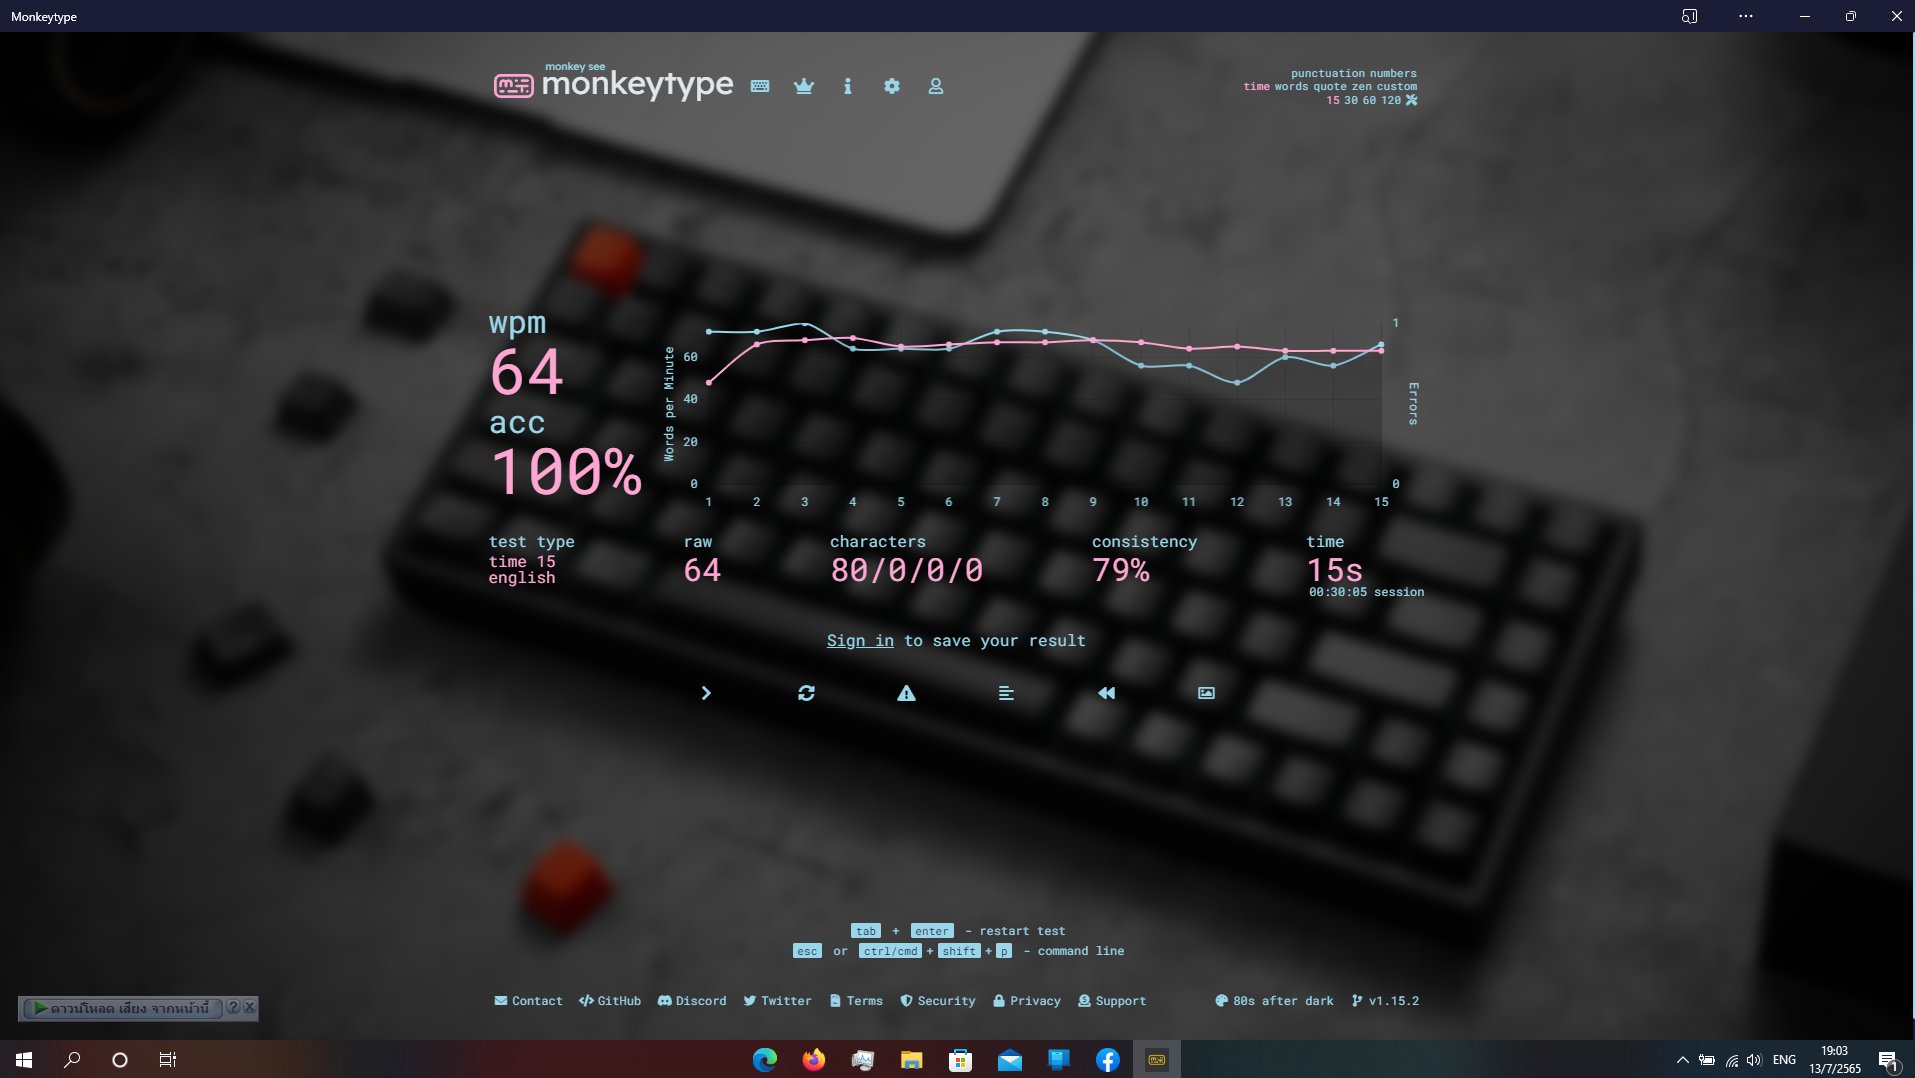 Monkeytype
monkey see
monkeytype
punctuation numbers
time words quote zen custom
15 30 60 120
wpm
64
acc
100%
Words per Minute
60
40
20
0
1 2 3 4 5 6 7 8 9 10 11 12 13 14 15
1
0
Errors
test type
time 15
english
raw
64
characters
80/0/0/0
consistency
79%
time
15s
00:30:05 session
Sign in to save your result
tab + enter - restart test
esc or ctrl/cmd + shift + p - command line
Contact GitHub Discord Twitter Terms Security Privacy Support 80s after dark v1.15.2
ดาวน์โหลด เสียง จากหน้านี้ ? X
ENG
19:03
13/7/2565
1